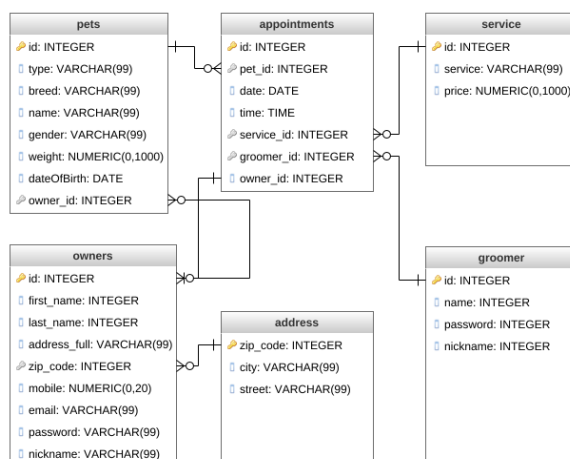 pets
id: INTEGER
type: VARCHAR(99)
breed: VARCHAR(99)
name: VARCHAR(99)
gender: VARCHAR(99)
weight: NUMERIC(0,1000)
dateOfBirth: DATE
owner_id: INTEGER
appointments
id: INTEGER
pet_id: INTEGER
date: DATE
time: TIME
service_id: INTEGER
groomer_id: INTEGER
owner_id: INTEGER
service
id: INTEGER
service: VARCHAR(99)
price: NUMERIC(0,1000)
owners
id: INTEGER
first_name: INTEGER
last_name: INTEGER
address_full: VARCHAR(99)
zip_code: INTEGER
mobile: NUMERIC(0,20)
email: VARCHAR(99)
password: VARCHAR(99)
nickname: VARCHAR(99)
address
zip_code: INTEGER
city: VARCHAR(99)
street: VARCHAR(99)
groomer
id: INTEGER
name: INTEGER
password: INTEGER
nickname: INTEGER